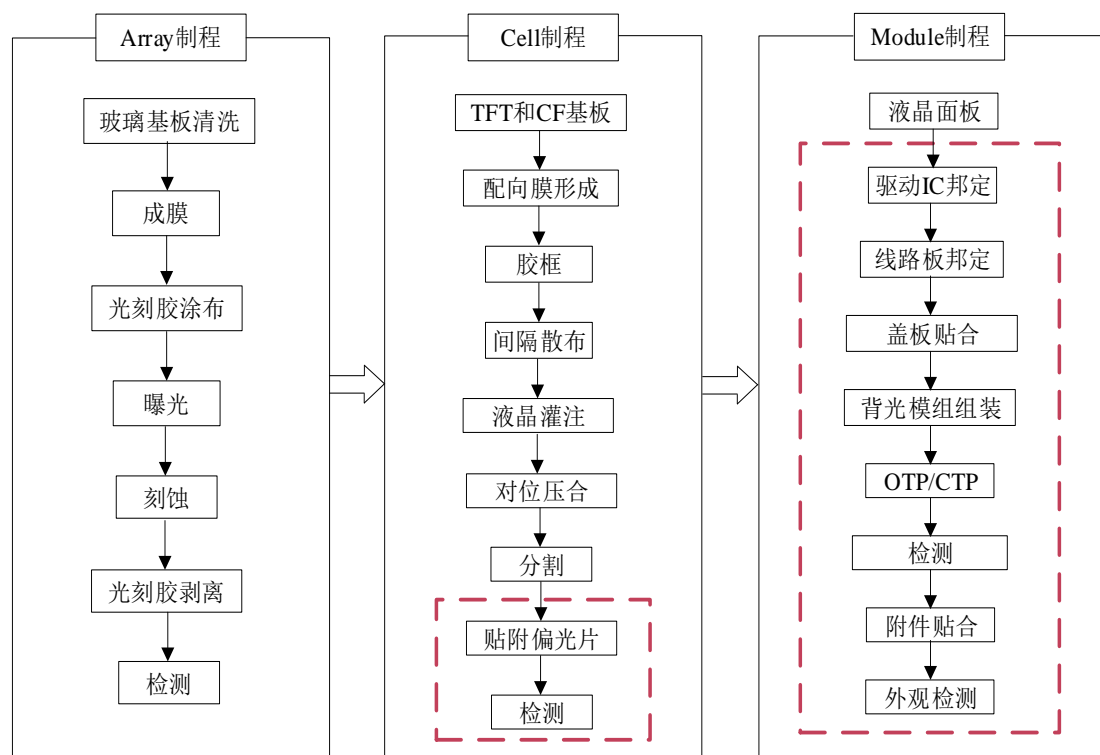 Array制程
玻璃基板清洗
成膜
光刻胶涂布
曝光
刻蚀
光刻胶剥离
检测
Cell制程
TFT和CF基板
配向膜形成
胶框
间隔散布
液晶灌注
对位压合
分割
贴附偏光片
检测
Module制程
液晶面板
驱动IC邦定
线路板邦定
盖板贴合
背光模组组装
OTP/CTP
检测
附件贴合
外观检测